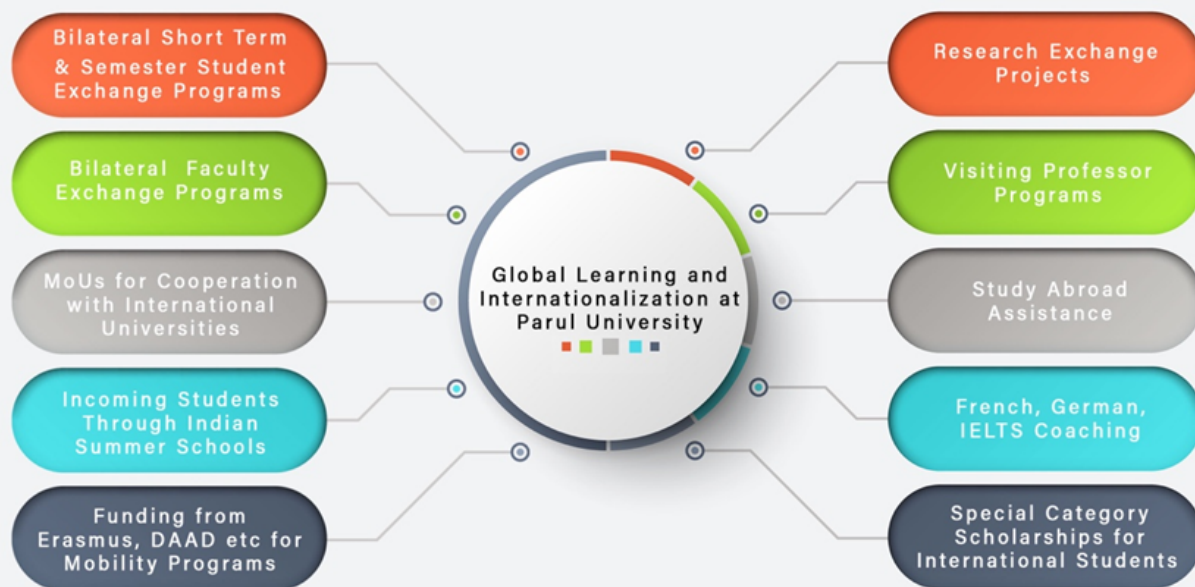 Bilateral Short Term
& Semester Student
Exchange Programs
Bilateral Faculty
Exchange Programs
MoUs for Cooperation
with International
Universities
Incoming Students
Through Indian
Summer Schools
Funding from
Erasmus, DAAD etc for
Mobility Programs
Global Learning and
Internationalization at
Parul University
Research Exchange
Projects
Visiting Professor
Programs
Study Abroad
Assistance
French, German,
IELTS Coaching
Special Category
Scholarships for
International Students